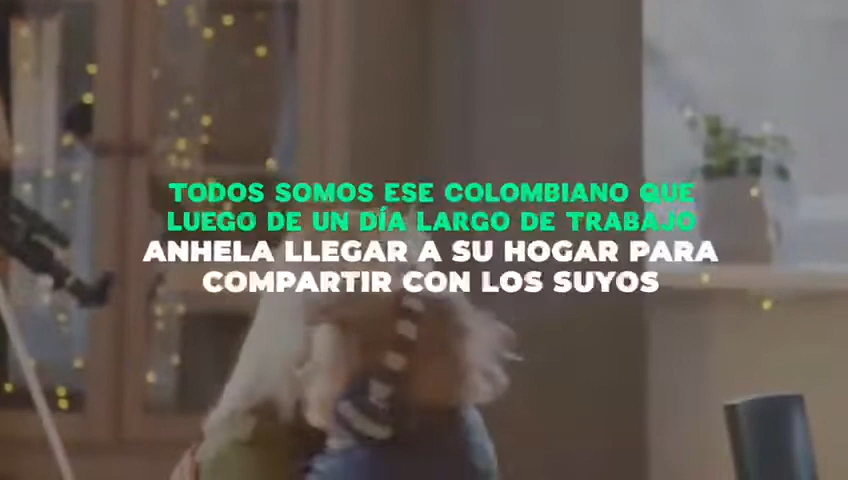 TODOS SOMOS ESE COLOMBIANO QUE
LUEGO DE UN DÍA LARGO DE TRABAJO
ANHELA LLEGAR A SU HOGAR PARA
COMPARTIR CON LOS SUYOS